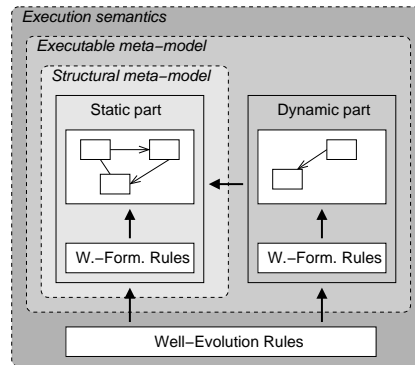 Execution semantics
Executable meta-model
Structural meta-model
Static part
Dynamic part
W.-Form. Rules
W.-Form. Rules
Well-Evolution Rules